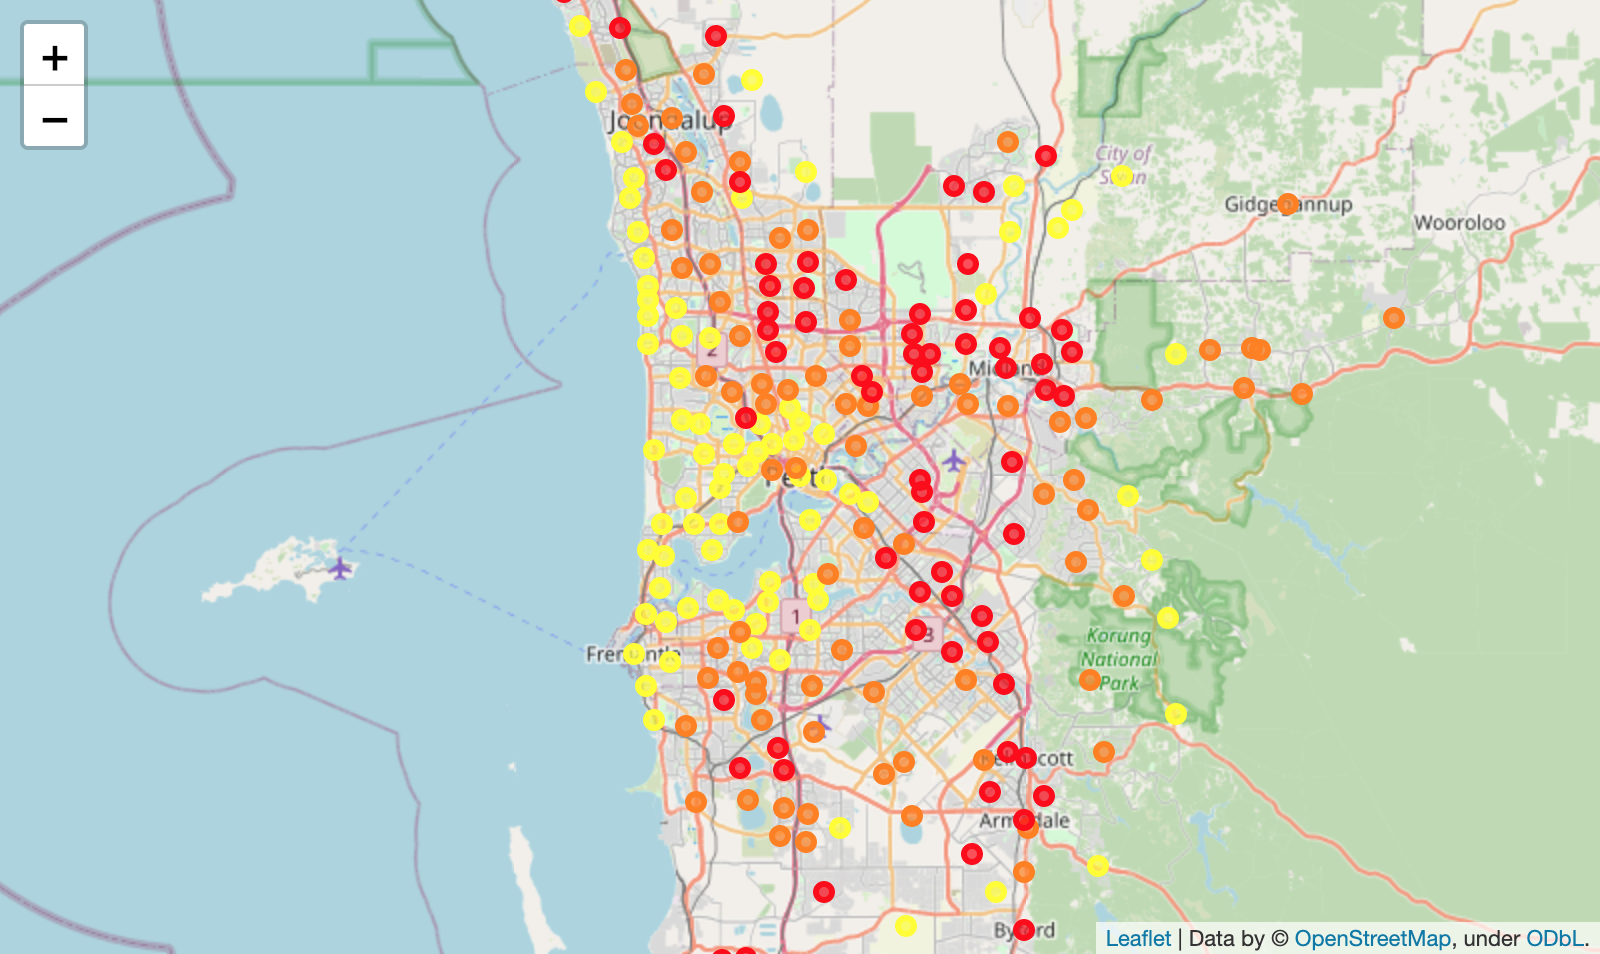 +
−
Joondalup
City of
Swan
Gidgegannup
Wooroloo
2
Midland
Perth
1
3
Fremantle
Korung
National
Park
Kelmscott
Armadale
Byford
Leaflet | Data by © OpenStreetMap, under ODbL.